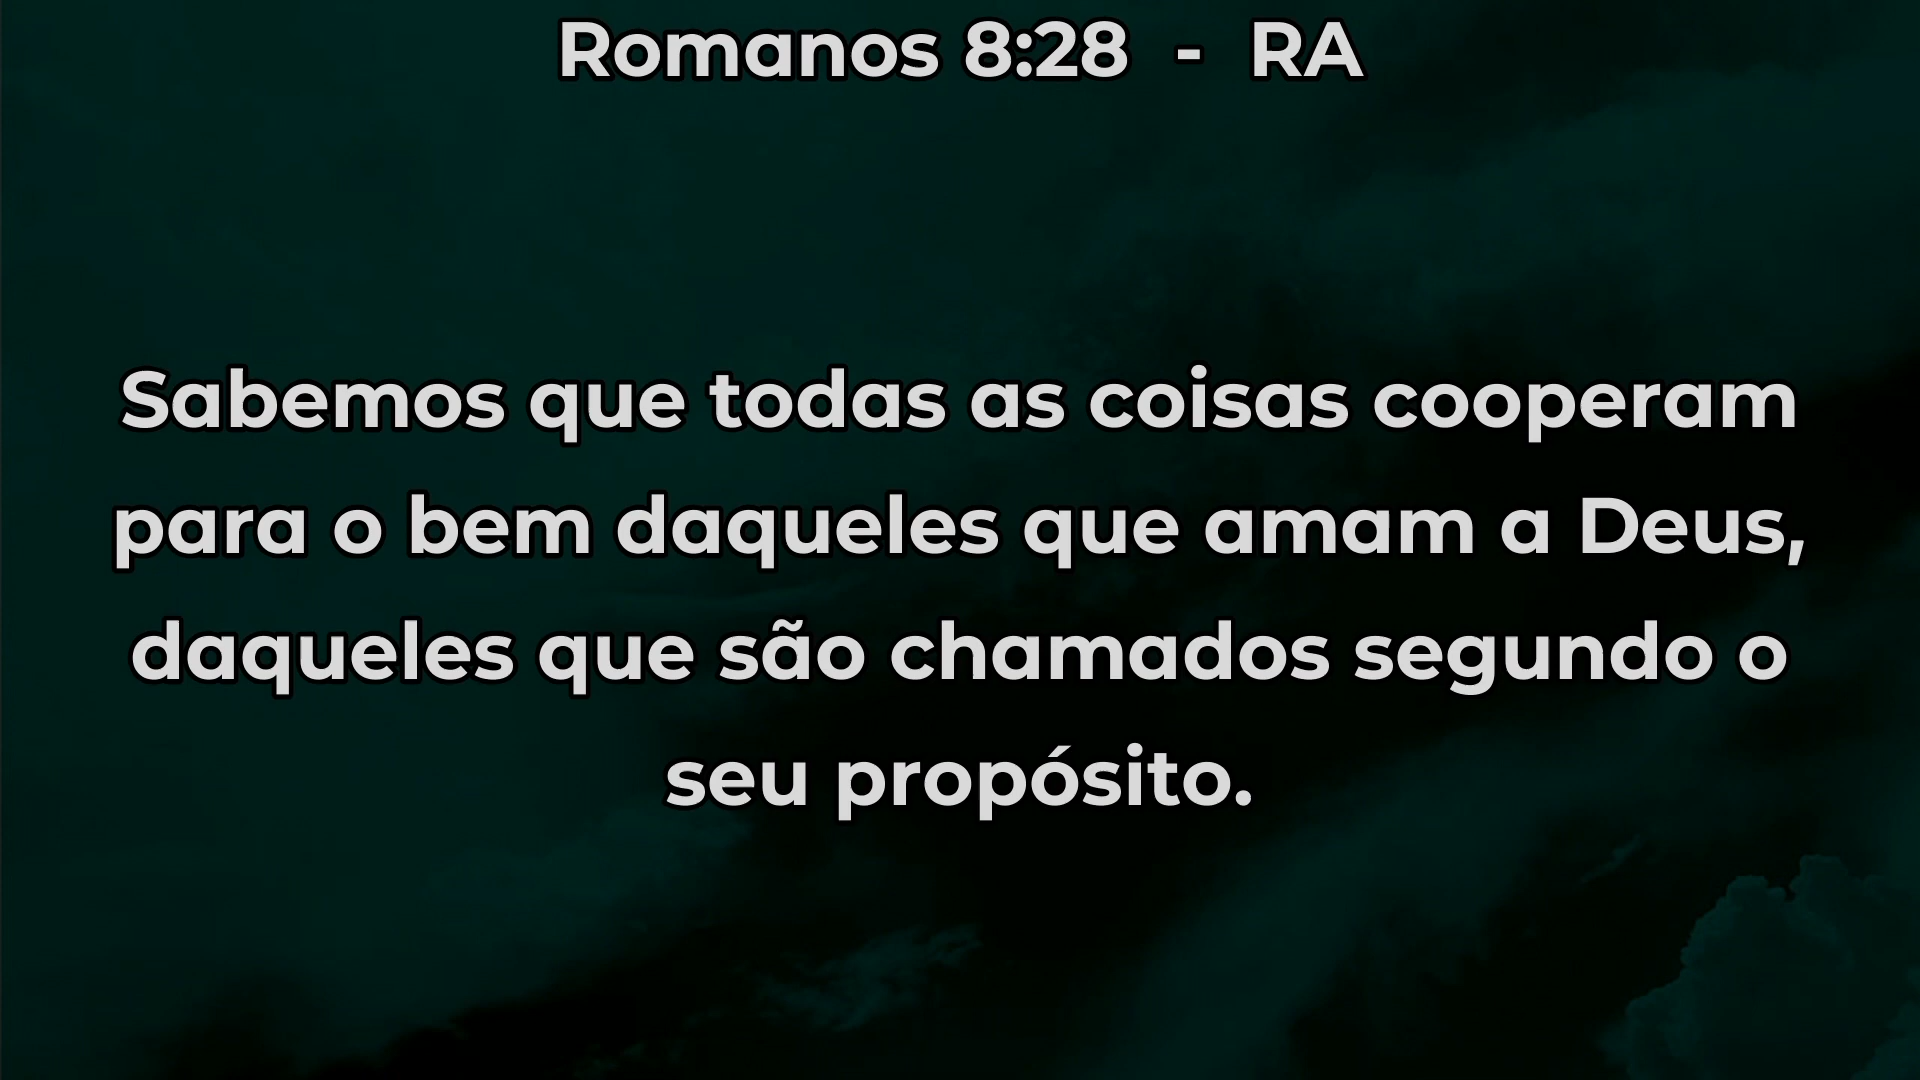 Romanos 8:28 - RA
Sabemos que todas as coisas cooperam
para o bem daqueles que amam a Deus,
daqueles que são chamados segundo o
seu propósito.